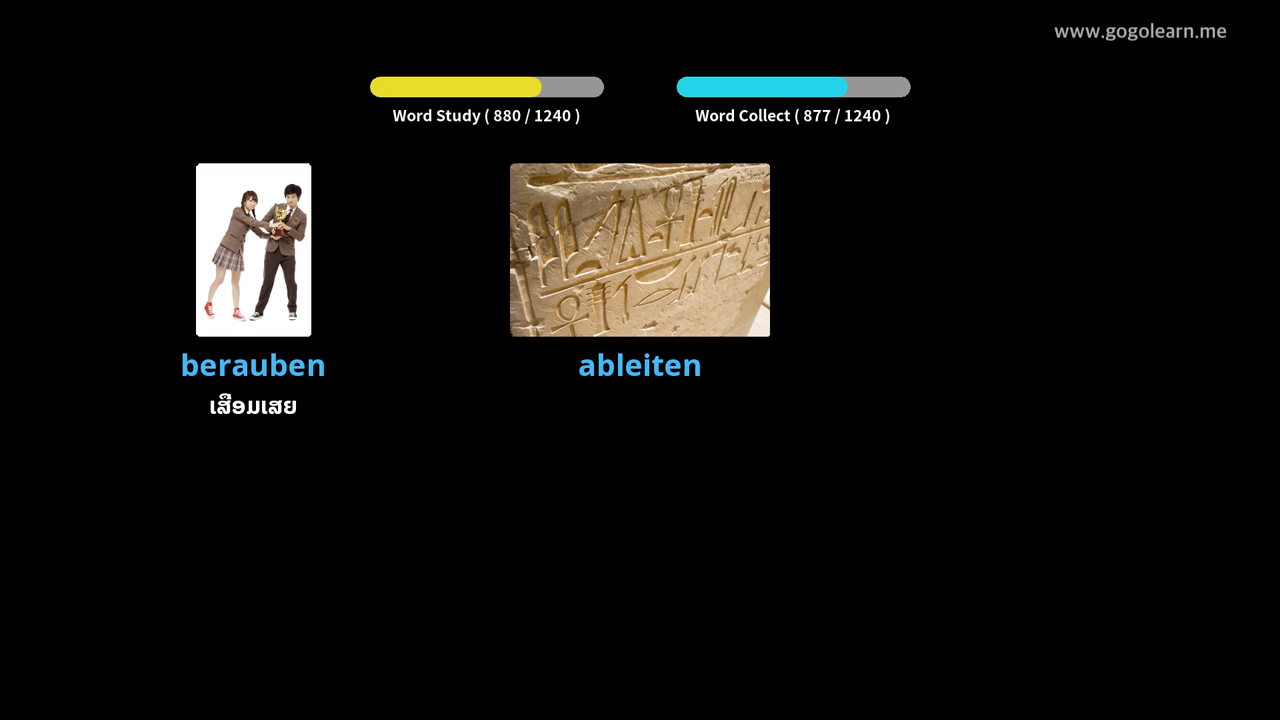 www.gogolearn.me
Word Study ( 880 / 1240 )
Word Collect ( 877 / 1240 )
berauben
ເສື່ອມເສຍ
ableiten